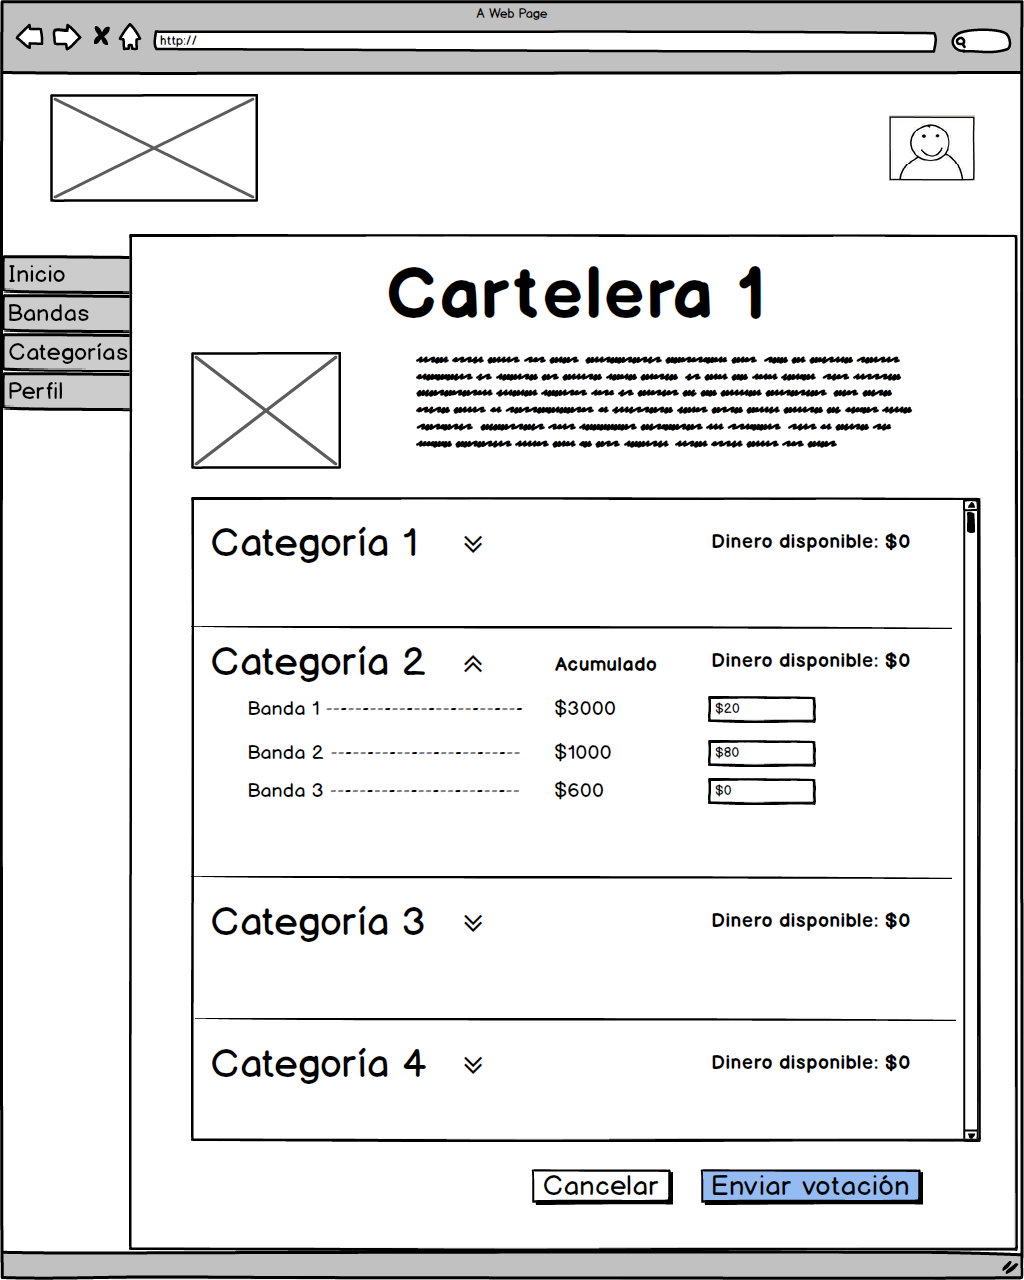 A Web Page
http://
Inicio
Bandas
Categorías
Perfil
Cartelera 1
Categoría 1
Dinero disponible: $0
Categoría 2
Acumulado
Dinero disponible: $0
Banda 1 $3000 $20
Banda 2 $1000 $80
Banda 3 $600 $0
Categoría 3
Dinero disponible: $0
Categoría 4
Dinero disponible: $0
Cancelar
Enviar votación